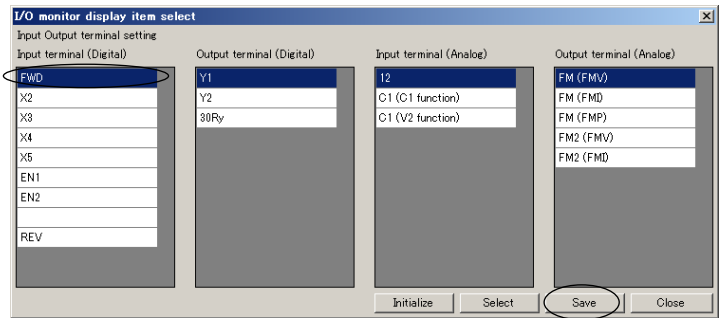 I/O monitor display item select
Input Output terminal setting
Input terminal (Digital)
FWD
X2
X3
X4
X5
EN1
EN2
REV
Output terminal (Digital)
Y1
Y2
30Ry
Input terminal (Analog)
12
C1 (C1 function)
C1 (V2 function)
Output terminal (Analog)
FM (FMV)
FM (FMI)
FM (FMP)
FM2 (FMV)
FM2 (FMI)
Initialize
Select
Save
Close